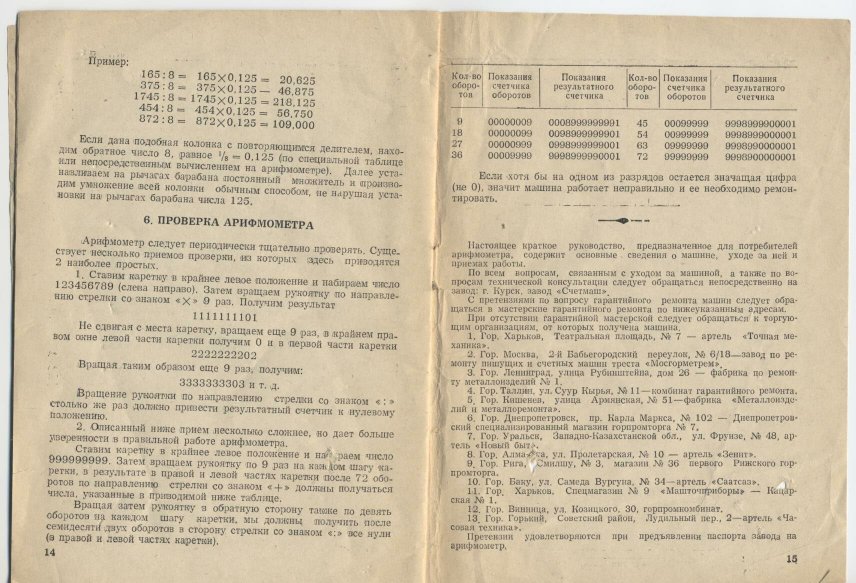 Пример:
165 : 8 = 165×0,125 = 20,625
375 : 8 = 375×0,125 — 46,875
1745 : 8 = 1745×0,125 = 218,125
454 : 8 = 454×0,125 = 56,750
872 : 8 = 872×0,125 = 109,000
Если дана подобная колонка с повторяющимся делителем, нахо-
дим обратное число 8, равное 1/8 = 0,125 (по специальной таблице
или непосредственным вычислением на арифмометре). Далее уста-
навливаем на рычагах барабана постоянный множитель и произво-
дим умножение всей колонки обычным способом, не нарушая уста-
новки на рычагах барабана числа 125.
6. ПРОВЕРКА АРИФМОМЕТРА
Арифмометр следует периодически тщательно проверять. Суще-
ствует несколько приемов проверки, из которых здесь приводятся
2 наиболее простых.
1. Ставим каретку в крайнее левое положение и набираем число
123456789 (слева направо). Затем вращаем рукоятку по направле-
нию стрелки со знаком «×» 9 раз. Получим результат
1111111101
Не сдвигая с места каретку, вращаем еще 9 раз, в крайнем пра-
вом окне левой части каретки получим 0 и в первой части каретки
2222222202
Вращая таким образом еще 9 раз, получим:
3333333303 и т. д.
Вращение рукоятки по направлению стрелки со знаком «:»
столько же раз должно привести результатный счетчик к нулевому
положению.
2. Описанный ниже прием несколько сложнее, но дает больше
уверенности в правильной работе арифмометра.
Ставим каретку в крайнее левое положение и набираем число
999999999. Затем вращаем рукоятку по 9 раз на каждом шагу ка-
ретки, в результате в правой и левой частях каретки после 72 обо-
ротов по направлению стрелки со знаком «+» должны получаться
числа, указанные в приводимой ниже таблице.
Вращая затем рукоятку в обратную сторону также по девять
оборотов на каждом шагу каретки, мы должны получить после
семидесяти двух оборотов в сторону стрелки со знаком «:» все нули
(в правой и левой частях каретки).
14
Кол-во оборо- тов Показания счетчика оборотов Показания результатного счетчика Кол-во оборо- тов Показания счетчика оборотов Показания результатного счетчика
9 00000009 0008999999991 45 00099999 9998999900001
18 00000099 0098999999901 54 00999999 9998999000001
27 00000999 0998999999001 63 09999999 9998990000001
36 00009999 9998999990001 72 99999999 9998900000001
Если хотя бы на одном из разрядов остается значащая цифра
(не 0), значит машина работает неправильно и ее необходимо ремон-
тировать.
Настоящее краткое руководство, предназначенное для потребителей
арифмометра, содержит основные сведения о машине, уходе за ней и
приемах работы.
По всем вопросам, связанным с уходом за машиной, а также по во-
просам технической консультации следует обращаться непосредственно на
завод: г. Курск, завод «Счетмаш».
С претензиями по вопросу гарантийного ремонта машин следует обра-
щаться в мастерские гарантийного ремонта по нижеуказанным адресам.
При отсутствии гарантийной мастерской следует обращаться к торгую-
щим организациям, от которых получена машина.
1. Гор. Харьков, Театральная площадь, № 7 — артель «Точная ме-
ханика».
2. Гор. Москва, 2-й Бабьегородский переулок, № 6/18—завод по ре-
монту пишущих и счетных машин треста «Мосгорметрем».
3. Гор. Ленинград, улица Рубинштейна, дом 26 — фабрика по ремон-
ту металлоизделий № 1.
4. Гор. Таллин, ул. Суур Кырья, № 11—комбинат гарантийного ремонта.
5. Гор. Кишенев, улица Армянская, № 51—фабрика «Металлоизде-
лий и металлоремонта».
6. Гор. Днепропетровск, пр. Карла Маркса, № 102 — Днепропетров-
ский специализированный магазин горпромторга № 7.
7. Гор. Уральск, Западно-Казахстанской обл., ул. Фрунзе, № 48, ар-
тель «Новый быт».
8. Гор. Алма-Ата, ул. Пролетарская, № 10 — артель «Зенит».
9. Гор. Рига, Смилшу, № 3, магазин № 36 первого Рижского гор-
промторга.
10. Гор. Баку, ул. Самеда Вургуна, № 34—артель «Саатсаз».
11. Гор. Харьков, Спецмагазин № 9 «Машточприборы» — Кацар-
ская № 1.
12. Гор. Винница, ул. Козицкого, 30, горпромкомбинат.
13. Гор. Горький, Советский район, Лудильный пер., 2—артель «Ча-
совая техника».
Претензии удовлетворяются при предъявлении паспорта завода на
арифмометр.
15